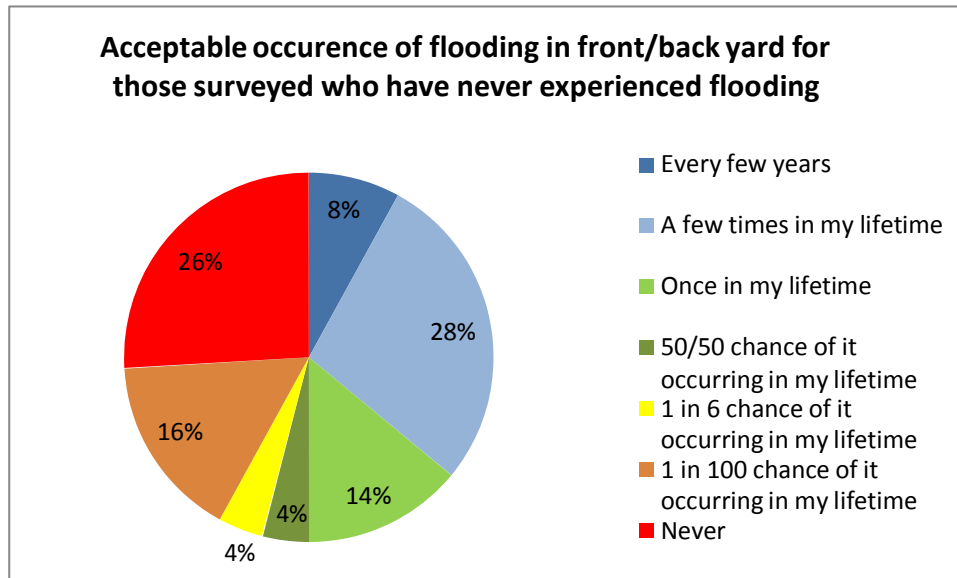 Acceptable occurence of flooding in front/back yard for
those surveyed who have never experienced flooding
8%
28%
14%
4%
4%
16%
26%
Every few years
A few times in my lifetime
Once in my lifetime
50/50 chance of it
occurring in my lifetime
1 in 6 chance of it
occurring in my lifetime
1 in 100 chance of it
occurring in my lifetime
Never